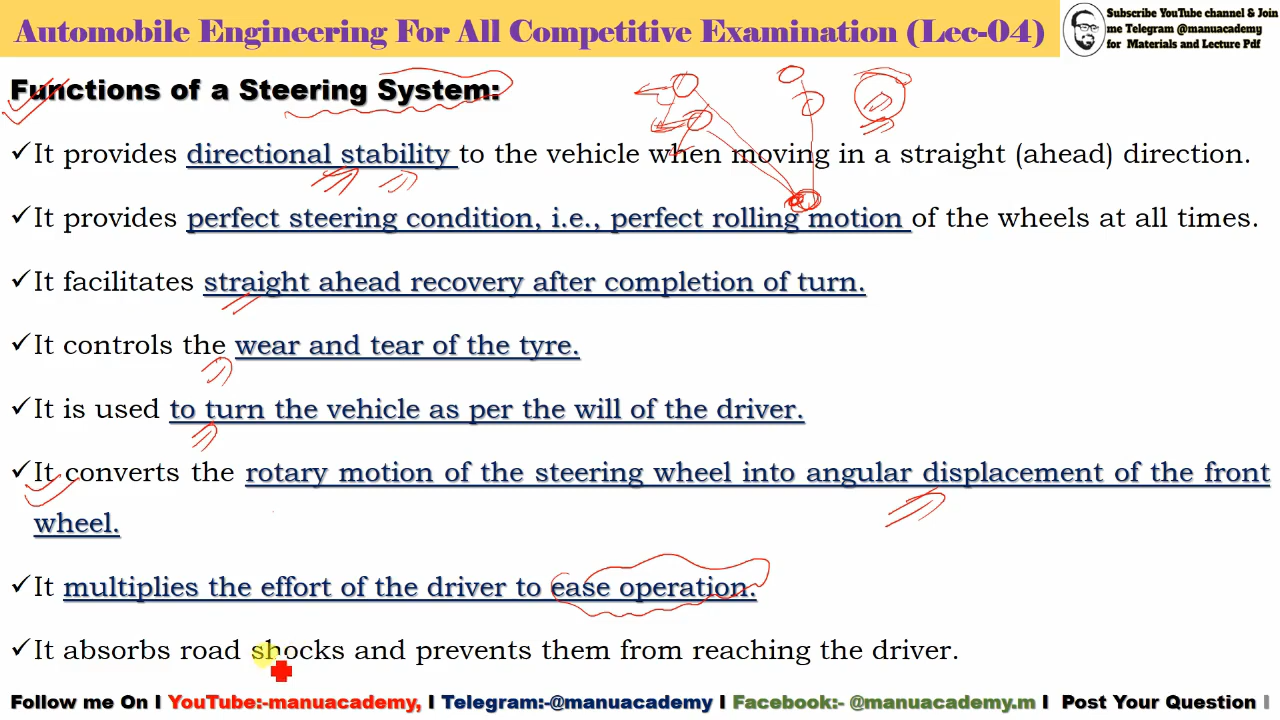 Automobile Engineering For All Competitive Examination (Lec-04)
Subscribe YouTube channel & Join
me Telegram @manuacademy
for Materials and Lecture Pdf
Functions of a Steering System:
✓It provides directional stability to the vehicle when moving in a straight (ahead) direction.
✓It provides perfect steering condition, i.e., perfect rolling motion of the wheels at all times.
✓It facilitates straight ahead recovery after completion of turn.
✓It controls the wear and tear of the tyre.
✓It is used to turn the vehicle as per the will of the driver.
✓It converts the rotary motion of the steering wheel into angular displacement of the front
wheel.
✓It multiplies the effort of the driver to ease operation.
✓It absorbs road shocks and prevents them from reaching the driver.
Follow me On I YouTube:-manuacademy, I Telegram:-@manuacademy I Facebook:- @manuacademy.m I Post Your Question I